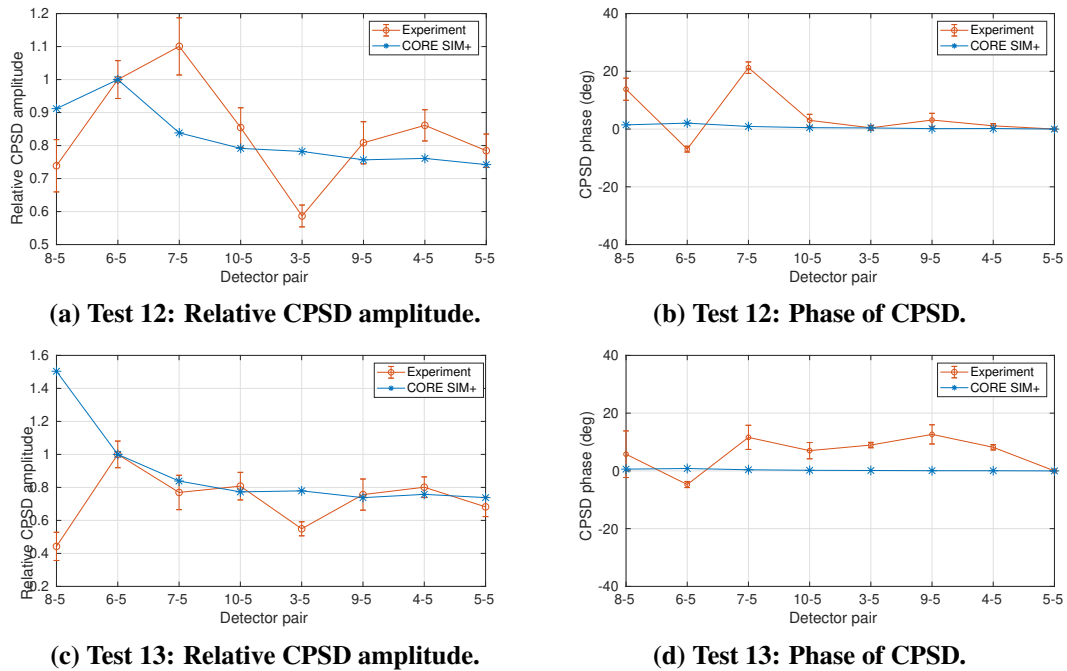 Relative CPSD amplitude
1.2
1.1
1
0.9
0.8
0.7
0.6
0.5
8-5 6-5 7-5 10-5 3-5 9-5 4-5 5-5
Detector pair
Experiment
CORE SIM+
(a) Test 12: Relative CPSD amplitude.
CPSD phase (deg)
40
20
0
-20
-40
8-5 6-5 7-5 10-5 3-5 9-5 4-5 5-5
Detector pair
Experiment
CORE SIM+
(b) Test 12: Phase of CPSD.
Relative CPSD amplitude
1.6
1.4
1.2
1.0
0.8
0.6
0.4
0.2
8-5 6-5 7-5 10-5 3-5 9-5 4-5 5-5
Detector pair
Experiment
CORE SIM+
(c) Test 13: Relative CPSD amplitude.
CPSD phase (deg)
40
20
0
-20
-40
8-5 6-5 7-5 10-5 3-5 9-5 4-5 5-5
Detector pair
Experiment
CORE SIM+
(d) Test 13: Phase of CPSD.